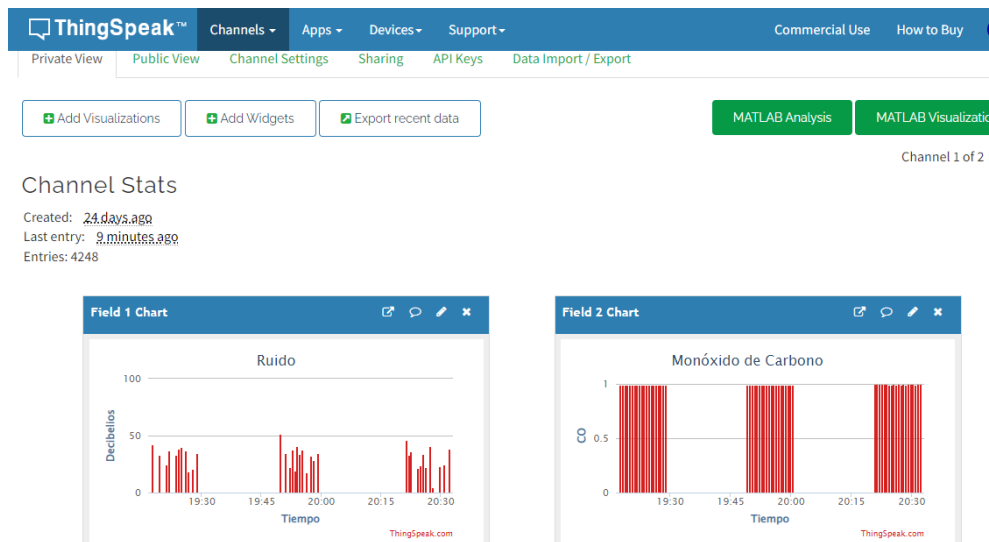 ThingSpeak™ Channels Apps Devices Support Commercial Use How to Buy
Private View Public View Channel Settings Sharing API Keys Data Import / Export
Add Visualizations Add Widgets Export recent data MATLAB Analysis MATLAB Visualizatio
Channel 1 of 2
Channel Stats
Created: 24 days ago
Last entry: 9 minutes ago
Entries: 4248
Field 1 Chart
Ruido
100
50
0
Decibelios
19:30 19:45 20:00 20:15 20:30
Tiempo
ThingSpeak.com
Field 2 Chart
Monóxido de Carbono
1
0.5
0
CO
19:30 19:45 20:00 20:15 20:30
Tiempo
ThingSpeak.com